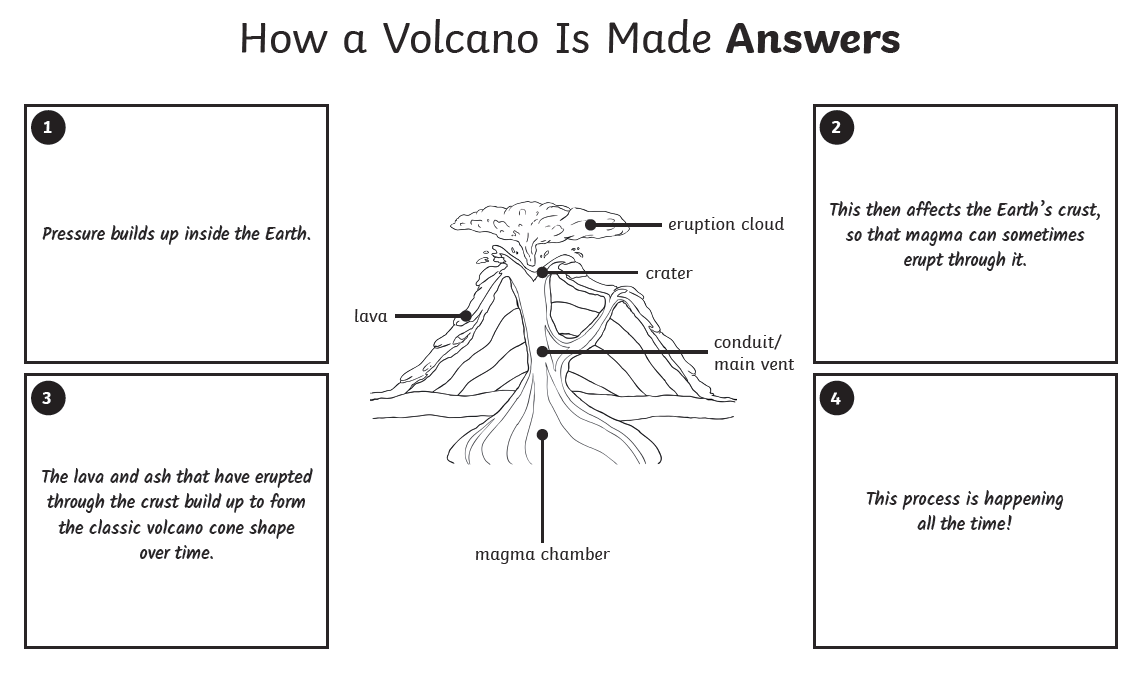 How a Volcano Is Made Answers
1
Pressure builds up inside the Earth.
2
This then affects the Earth's crust,
so that magma can sometimes
erupt through it.
eruption cloud
crater
lava
conduit/
main vent
magma chamber
3
The lava and ash that have erupted
through the crust build up to form
the classic volcano cone shape
over time.
4
This process is happening
all the time!